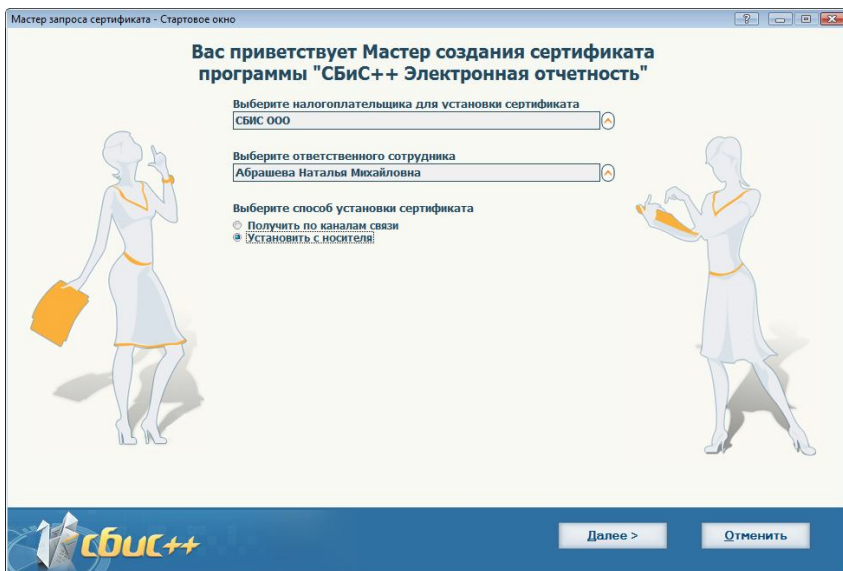 Мастер запроса сертификата - Стартовое окно
Вас приветствует Мастер создания сертификата
программы "СБиС++ Электронная отчетность"
Выберите налогоплательщика для установки сертификата
СБИС ООО
Выберите ответственного сотрудника
Абрашева Наталья Михайловна
Выберите способ установки сертификата
Получить по каналам связи
Установить с носителя
сбис++
Далее >
Отменить